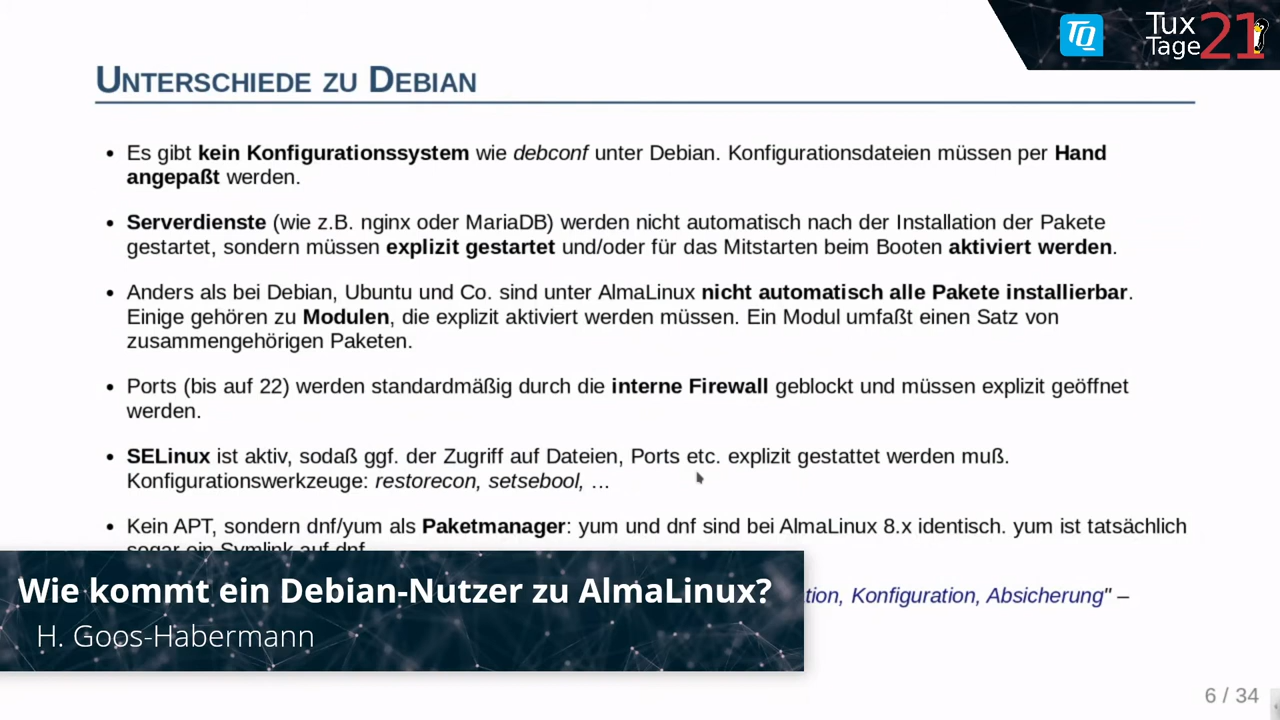 TQ
Tux
Tage 21
Unterschiede zu Debian
• Es gibt kein Konfigurationssystem wie debconf unter Debian. Konfigurationsdateien müssen per Hand
angepaßt werden.
• Serverdienste (wie z.B. nginx oder MariaDB) werden nicht automatisch nach der Installation der Pakete
gestartet, sondern müssen explizit gestartet und/oder für das Mitstarten beim Booten aktiviert werden.
• Anders als bei Debian, Ubuntu und Co. sind unter AlmaLinux nicht automatisch alle Pakete installierbar.
Einige gehören zu Modulen, die explizit aktiviert werden müssen. Ein Modul umfaßt einen Satz von
zusammengehörigen Paketen.
• Ports (bis auf 22) werden standardmäßig durch die interne Firewall geblockt und müssen explizit geöffnet
werden.
• SELinux ist aktiv, sodaß ggf. der Zugriff auf Dateien, Ports etc. explizit gestattet werden muß.
Konfigurationswerkzeuge: restorecon, setsebool, ...
• Kein APT, sondern dnf/yum als Paketmanager: yum und dnf sind bei AlmaLinux 8.x identisch. yum ist tatsächlich
sogar ein Symlink auf dnf
tion, Konfiguration, Absicherung" –
Wie kommt ein Debian-Nutzer zu AlmaLinux?
H. Goos-Habermann
6 / 34